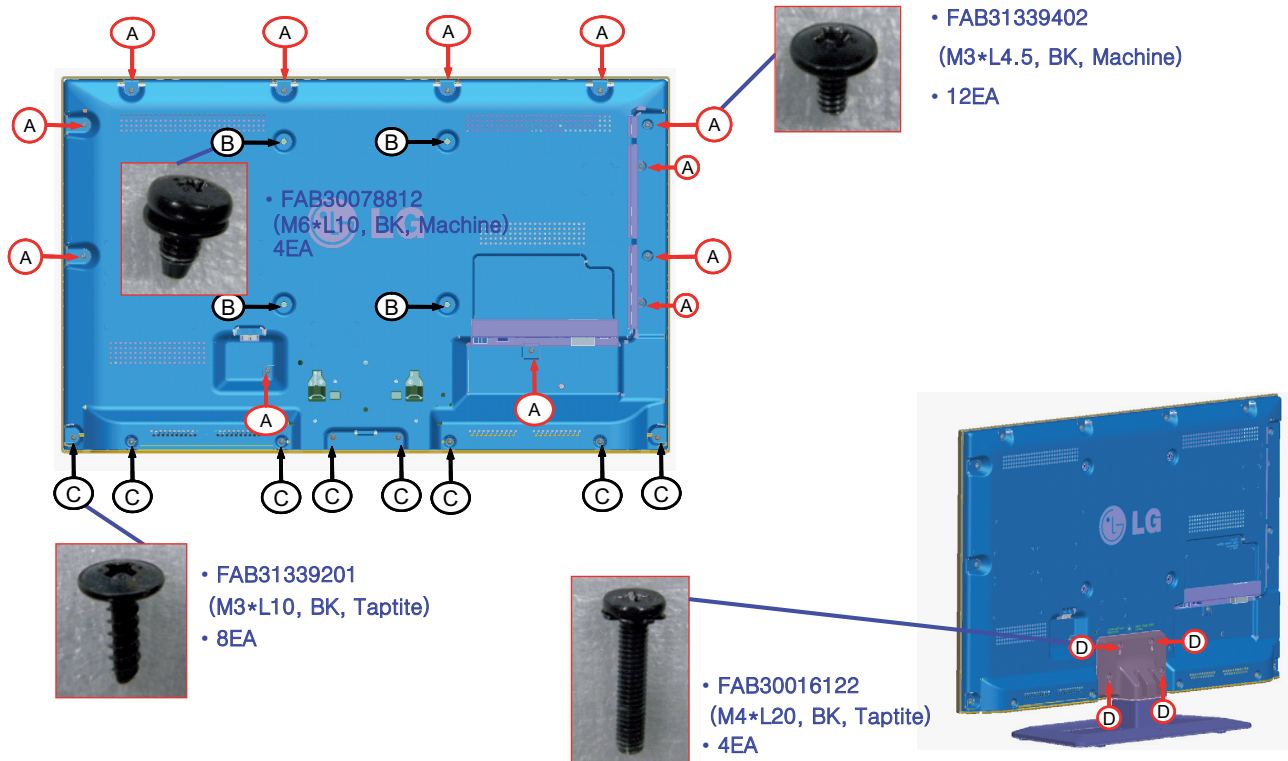 A A A A
• FAB31339402
(M3*L4.5, BK, Machine)
• 12EA
A A
B B
A
• FAB30078812
(M6*L10, BK, Machine)
4EA
LG
A A
B B A
A A
C C C C C C C C
• FAB31339201
(M3*L10, BK, Taptite)
• 8EA
LG
D D
D D
• FAB30016122
(M4*L20, BK, Taptite)
• 4EA